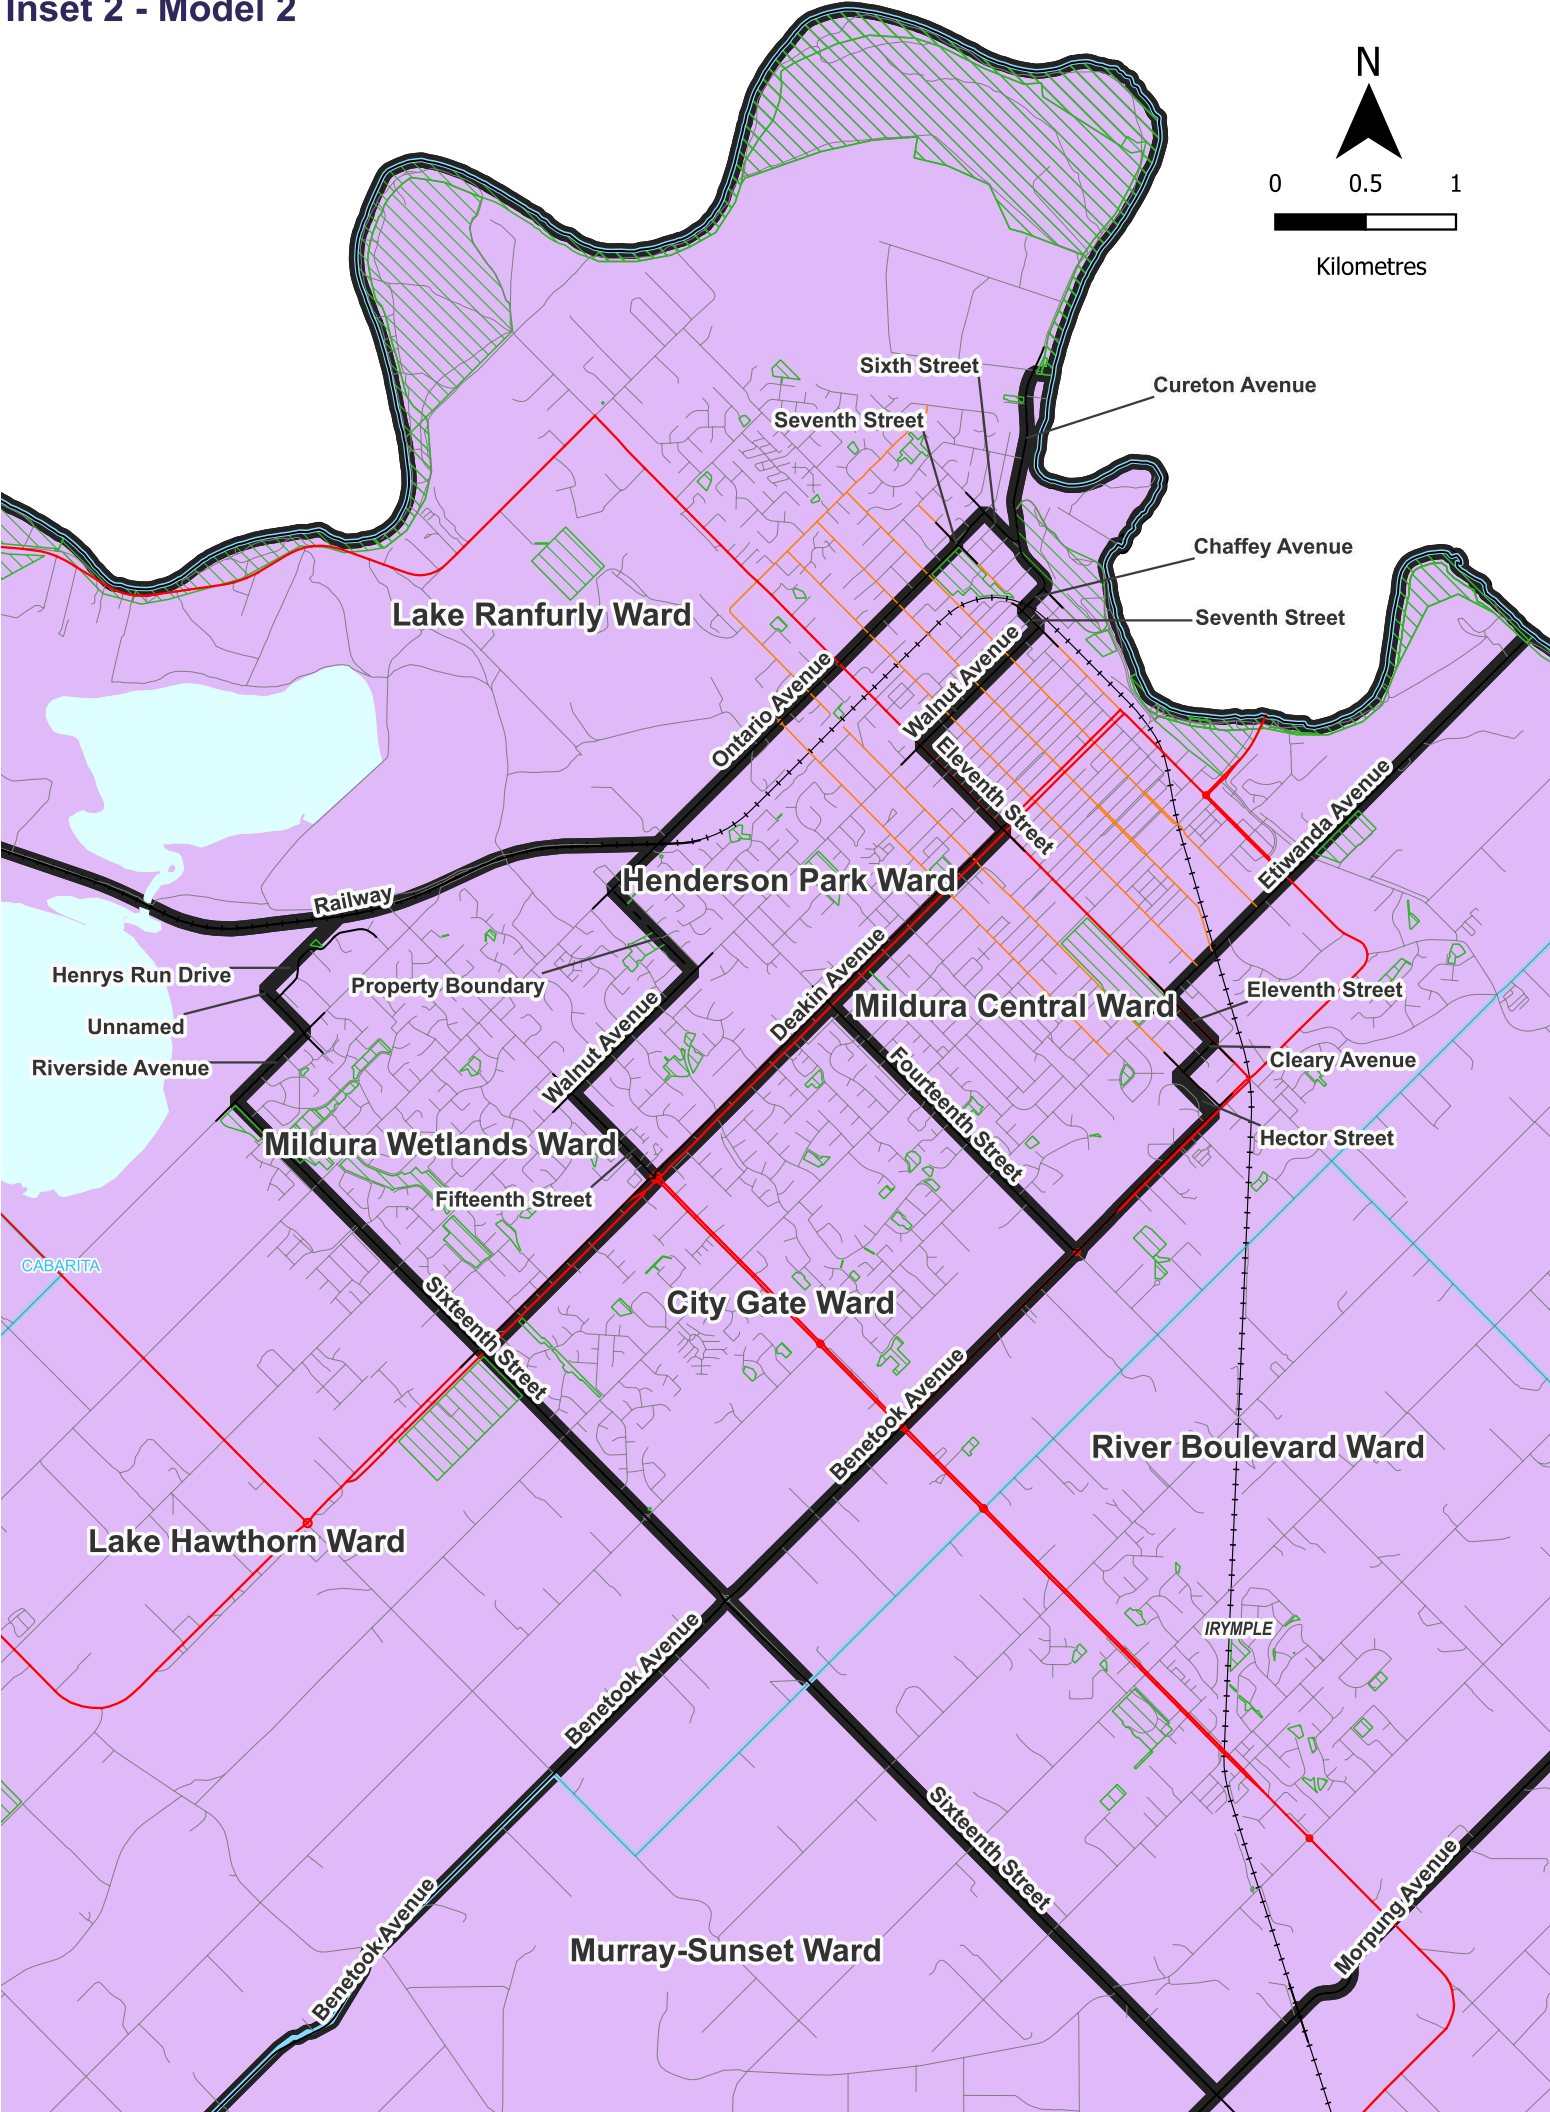 Inset 2 - Model 2
N
0 0.5 1
Kilometres
Sixth Street
Cureton Avenue
Seventh Street
Chaffey Avenue
Lake Ranfurly Ward
Seventh Street
Walnut Avenue
Ontario Avenue
Eleventh Street
Etiwanda Avenue
Henderson Park Ward
Railway
Henrys Run Drive
Property Boundary
Deakin Avenue
Mildura Central Ward
Eleventh Street
Unnamed
Walnut Avenue
Riverside Avenue
Cleary Avenue
Fourteenth Street
Mildura Wetlands Ward
Hector Street
Fifteenth Street
CABARITA
City Gate Ward
Sixteenth Street
Benetook Avenue
River Boulevard Ward
Lake Hawthorn Ward
IRYMPLE
Benetook Avenue
Sixteenth Street
Morpung Avenue
Benetook Avenue
Murray-Sunset Ward